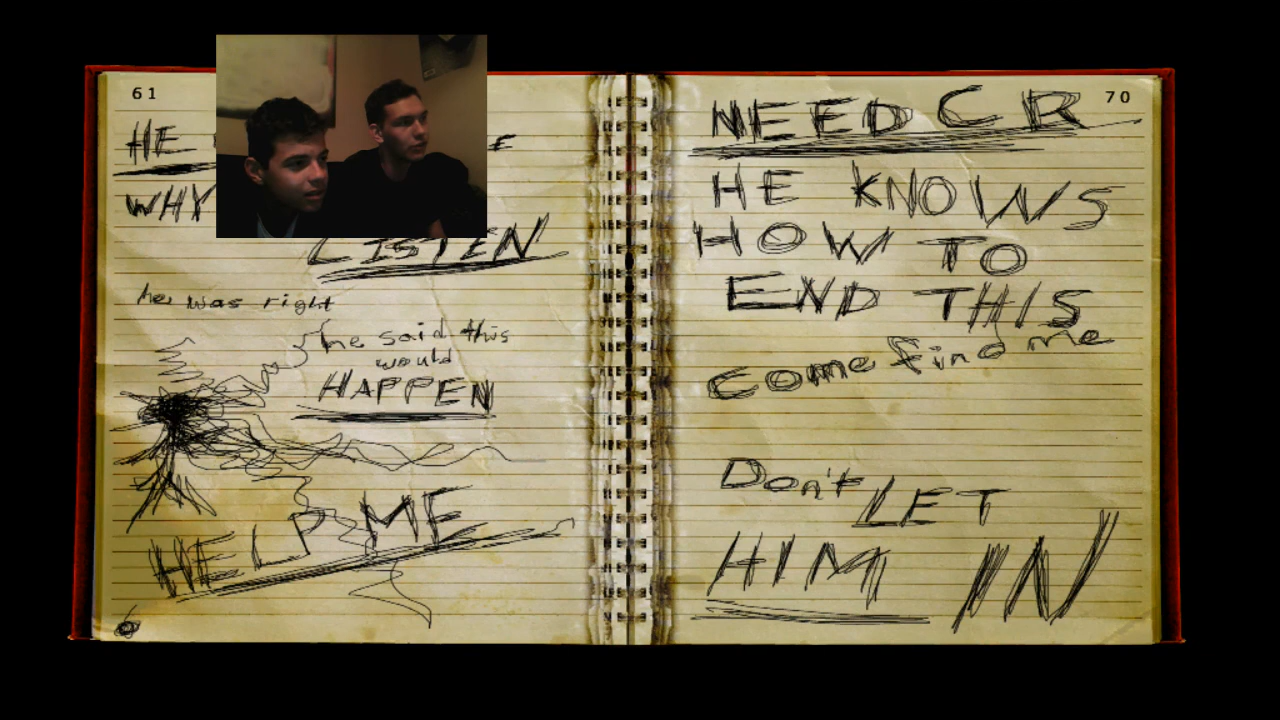 61
HE
WHY
LISTEN
he was right
he said this
would
HAPPEN
HELP ME
70
NEED CR
HE KNOWS
HOW TO
END THIS
come find me
Don't LET
HIM IN